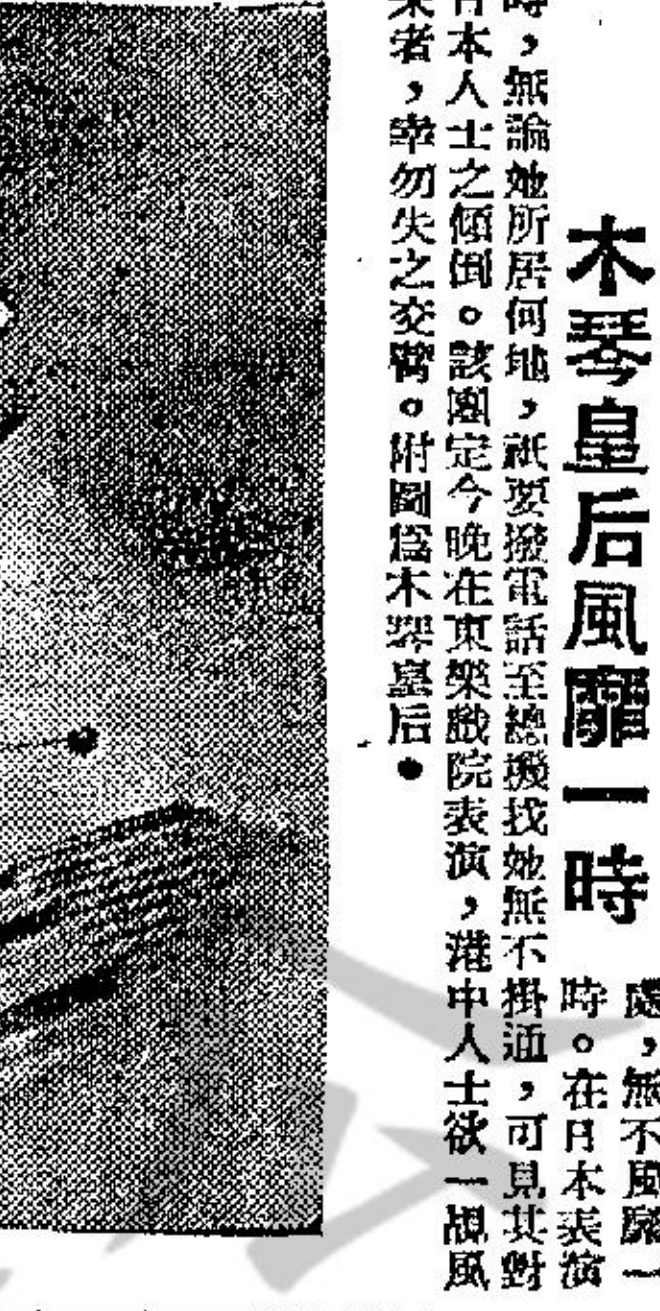 木琴皇后風靡一時
處，無不風靡一
時。在日本表演
時，無論她所居何地，祇要撥電話至總機找她無不掛通，可見其對
日本人士之傾倒。該團定今晚在東樂戲院表演，港中人士欲一覩風
采者，幸勿失之交臂。附圖為木琴皇后●